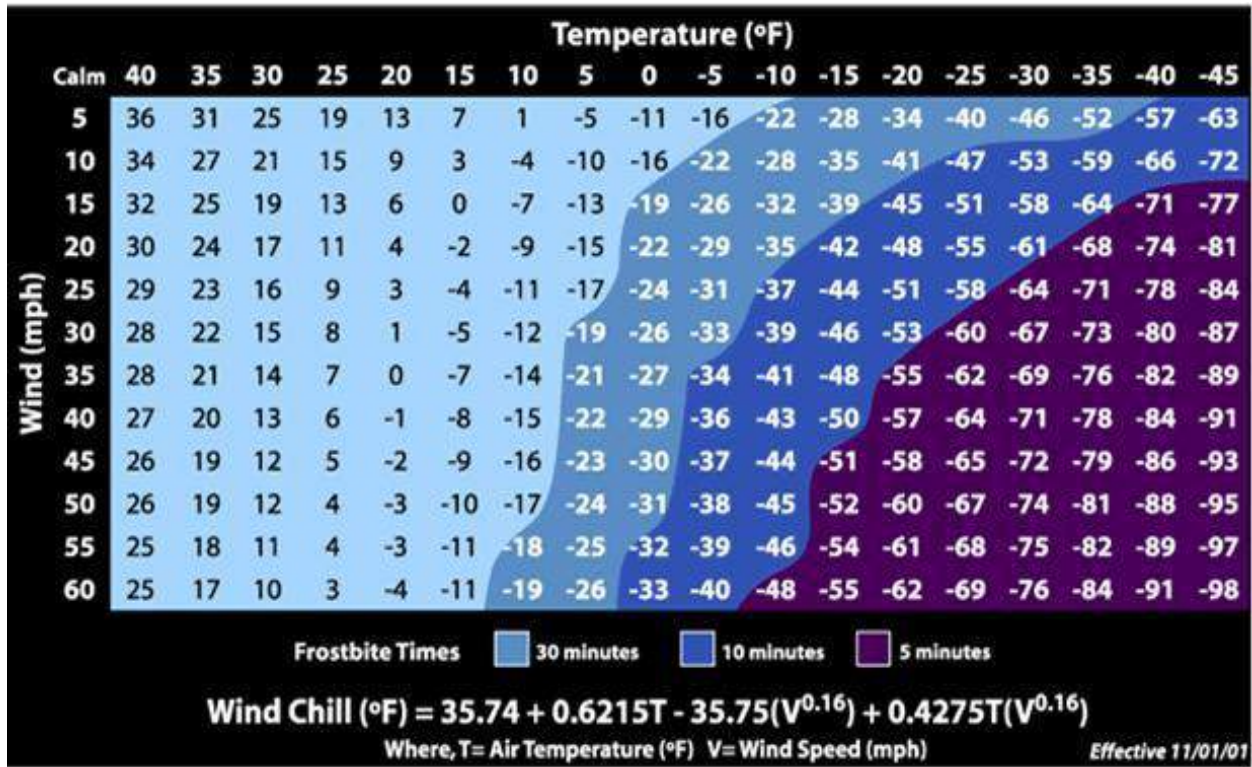 Temperature (ºF)
Calm 40 35 30 25 20 15 10 5 0 -5 -10 -15 -20 -25 -30 -35 -40 -45
5 36 31 25 19 13 7 1 -5 -11 -16 -22 -28 -34 -40 -46 -52 -57 -63
10 34 27 21 15 9 3 -4 -10 -16 -22 -28 -35 -41 -47 -53 -59 -66 -72
15 32 25 19 13 6 0 -7 -13 -19 -26 -32 -39 -45 -51 -58 -64 -71 -77
20 30 24 17 11 4 -2 -9 -15 -22 -29 -35 -42 -48 -55 -61 -68 -74 -81
25 29 23 16 9 3 -4 -11 -17 -24 -31 -37 -44 -51 -58 -64 -71 -78 -84
30 28 22 15 8 1 -5 -12 -19 -26 -33 -39 -46 -53 -60 -67 -73 -80 -87
35 28 21 14 7 0 -7 -14 -21 -27 -34 -41 -48 -55 -62 -69 -76 -82 -89
40 27 20 13 6 -1 -8 -15 -22 -29 -36 -43 -50 -57 -64 -71 -78 -84 -91
45 26 19 12 5 -2 -9 -16 -23 -30 -37 -44 -51 -58 -65 -72 -79 -86 -93
50 26 19 12 4 -3 -10 -17 -24 -31 -38 -45 -52 -60 -67 -74 -81 -88 -95
55 25 18 11 4 -3 -11 -18 -25 -32 -39 -46 -54 -61 -68 -75 -82 -89 -97
60 25 17 10 3 -4 -11 -19 -26 -33 -40 -48 -55 -62 -69 -76 -84 -91 -98
Wind (mph)
Frostbite Times 30 minutes 10 minutes 5 minutes
Wind Chill (ºF) = 35.74 + 0.6215T - 35.75(V^0.16) + 0.4275T(V^0.16)
Where, T= Air Temperature (ºF) V= Wind Speed (mph) Effective 11/01/01